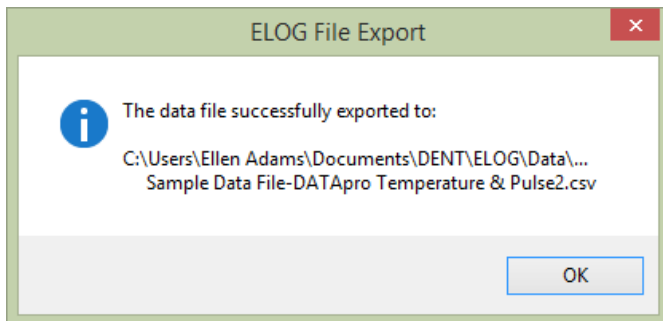 ELOG File Export
The data file successfully exported to:
C:\Users\Ellen Adams\Documents\DENT\ELOG\Data\...
Sample Data File-DATApro Temperature & Pulse2.csv
OK